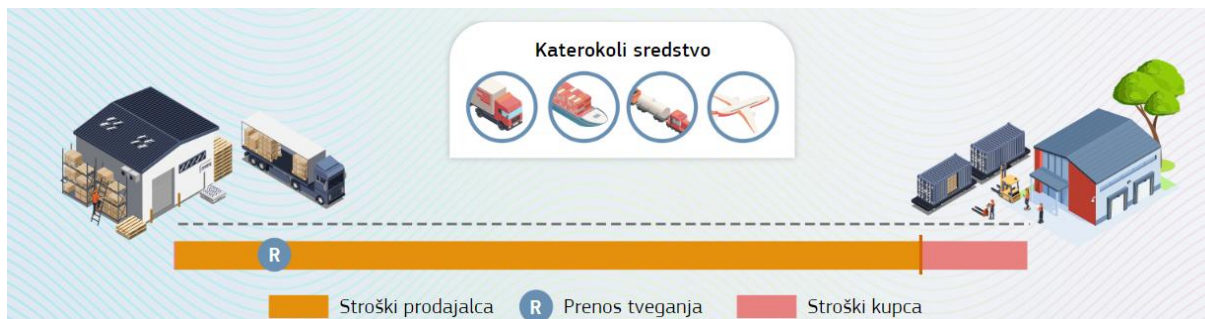 Katerokoli sredstvo
R
Stroški prodajalca
R
Prenos tveganja
Stroški kupca